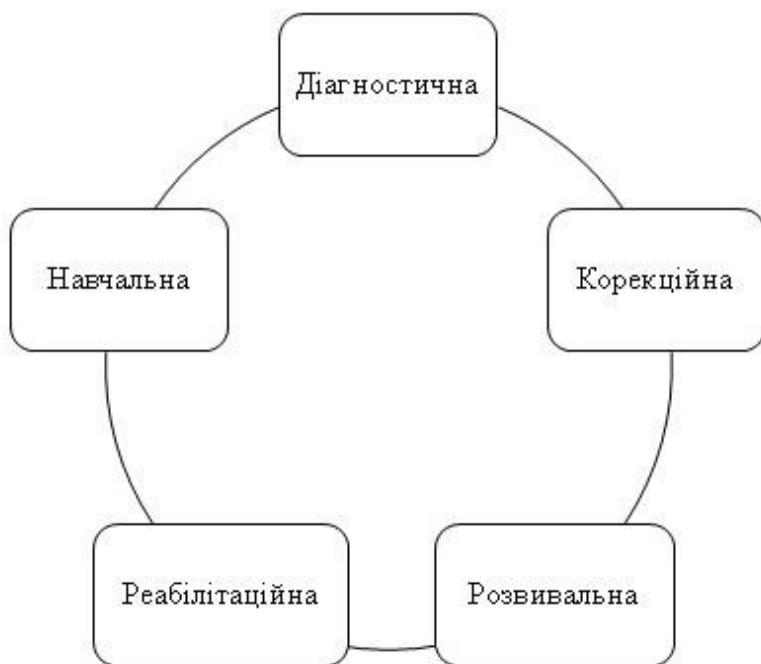 Діагностична
Навчальна
Корекційна
Реабілітаційна
Розвивальна